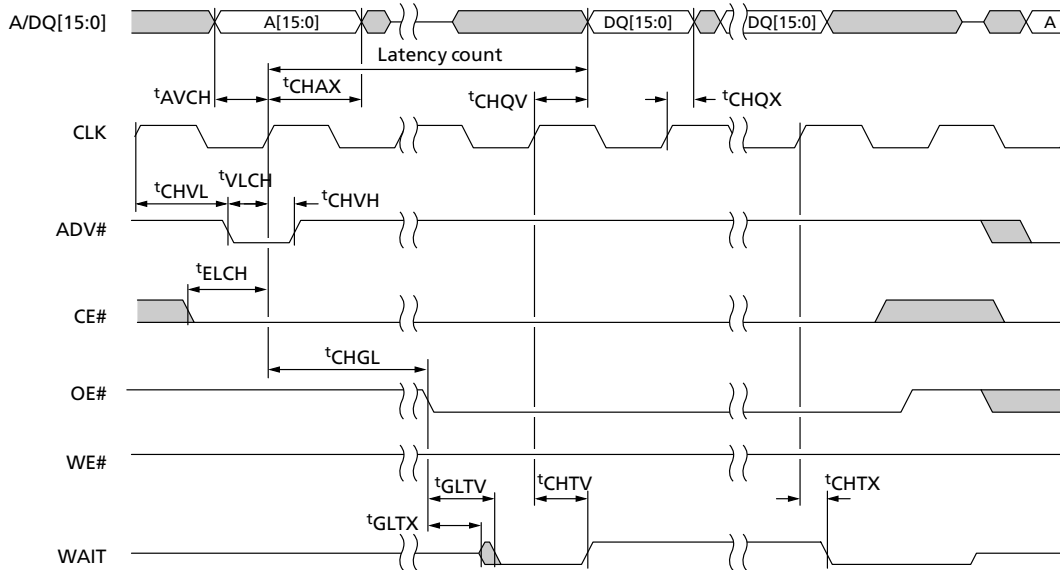 A/DQ[15:0] A[15:0] DQ[15:0] DQ[15:0] A
Latency count
tAVCH tCHAX tCHQV tCHQX
CLK
tCHVL tVLCH tCHVH
ADV#
tELCH
CE#
tCHGL
OE#
WE#
tGLTV tCHTV tCHTX
tGLTX
WAIT